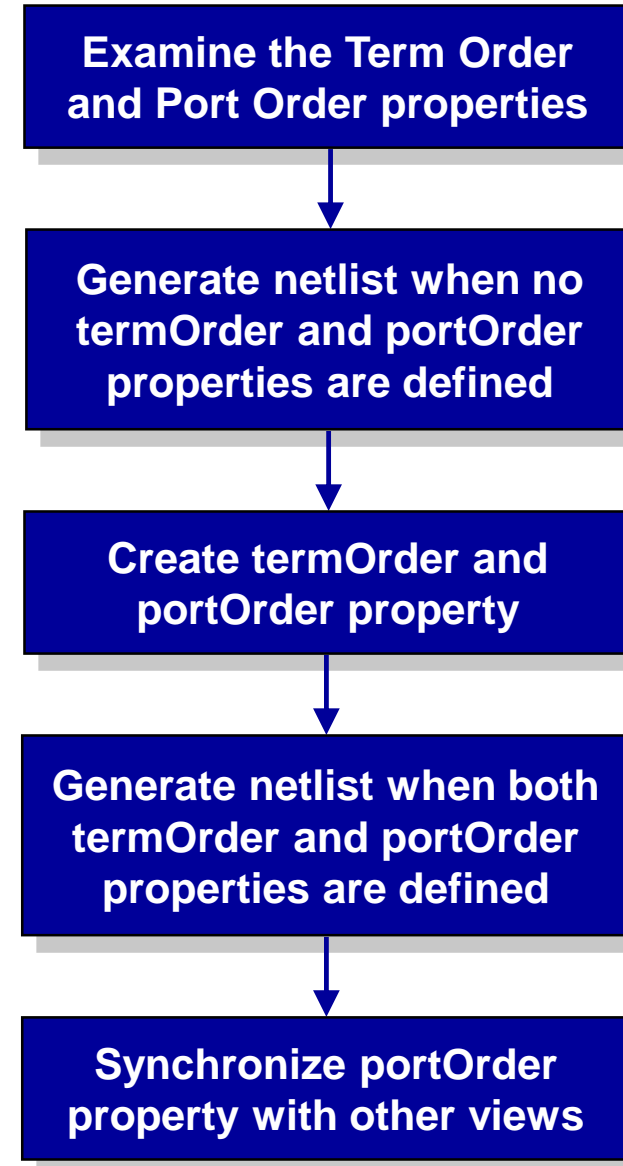 Examine the Term Order
and Port Order properties
Generate netlist when no
termOrder and portOrder
properties are defined
Create termOrder and
portOrder property
Generate netlist when both
termOrder and portOrder
properties are defined
Synchronize portOrder
property with other views